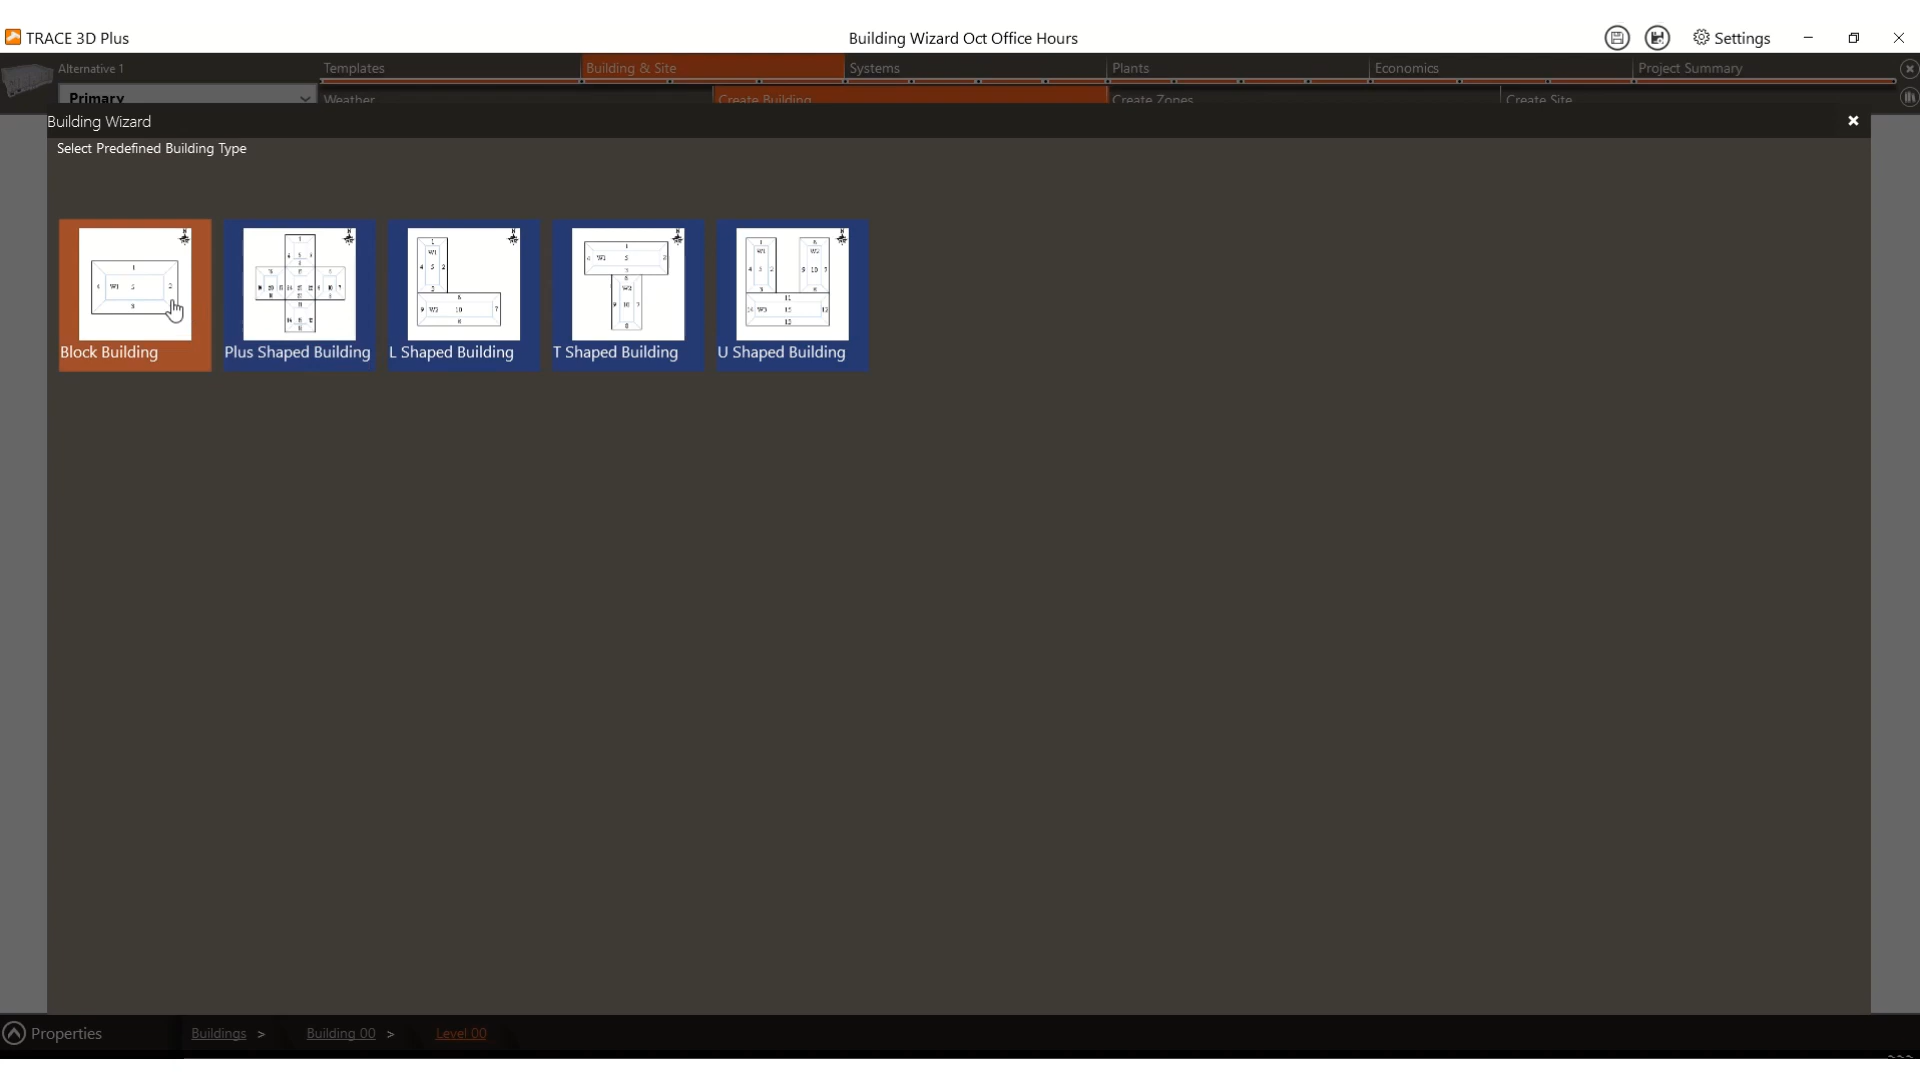 TRACE 3D Plus
Building Wizard Oct Office Hours
Settings
Alternative 1
Templates
Building & Site
Systems
Plants
Economics
Project Summary
Primary
Weather
Create Building
Create Zones
Create Site
Building Wizard
Select Predefined Building Type
Block Building
Plus Shaped Building
L Shaped Building
T Shaped Building
U Shaped Building
Properties
Buildings >
Building 00 >
Level 00